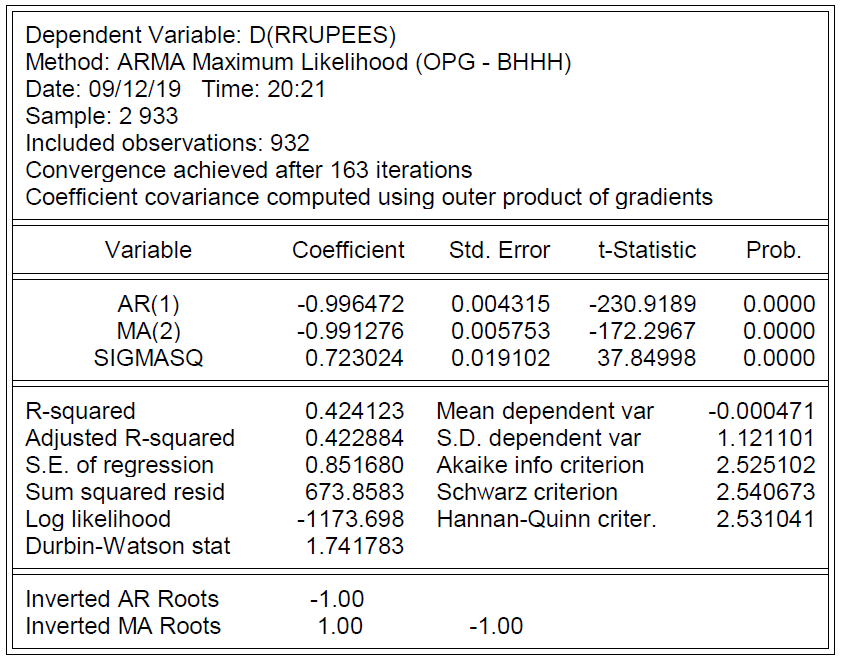 Dependent Variable: D(RRUPEES)
Method: ARMA Maximum Likelihood (OPG - BHHH)
Date: 09/12/19 Time: 20:21
Sample: 2 933
Included observations: 932
Convergence achieved after 163 iterations
Coefficient covariance computed using outer product of gradients
Variable Coefficient Std. Error t-Statistic Prob.
AR(1) -0.996472 0.004315 -230.9189 0.0000
MA(2) -0.991276 0.005753 -172.2967 0.0000
SIGMASQ 0.723024 0.019102 37.84998 0.0000
R-squared 0.424123 Mean dependent var -0.000471
Adjusted R-squared 0.422884 S.D. dependent var 1.121101
S.E. of regression 0.851680 Akaike info criterion 2.525102
Sum squared resid 673.8583 Schwarz criterion 2.540673
Log likelihood -1173.698 Hannan-Quinn criter. 2.531041
Durbin-Watson stat 1.741783
Inverted AR Roots -1.00
Inverted MA Roots 1.00 -1.00